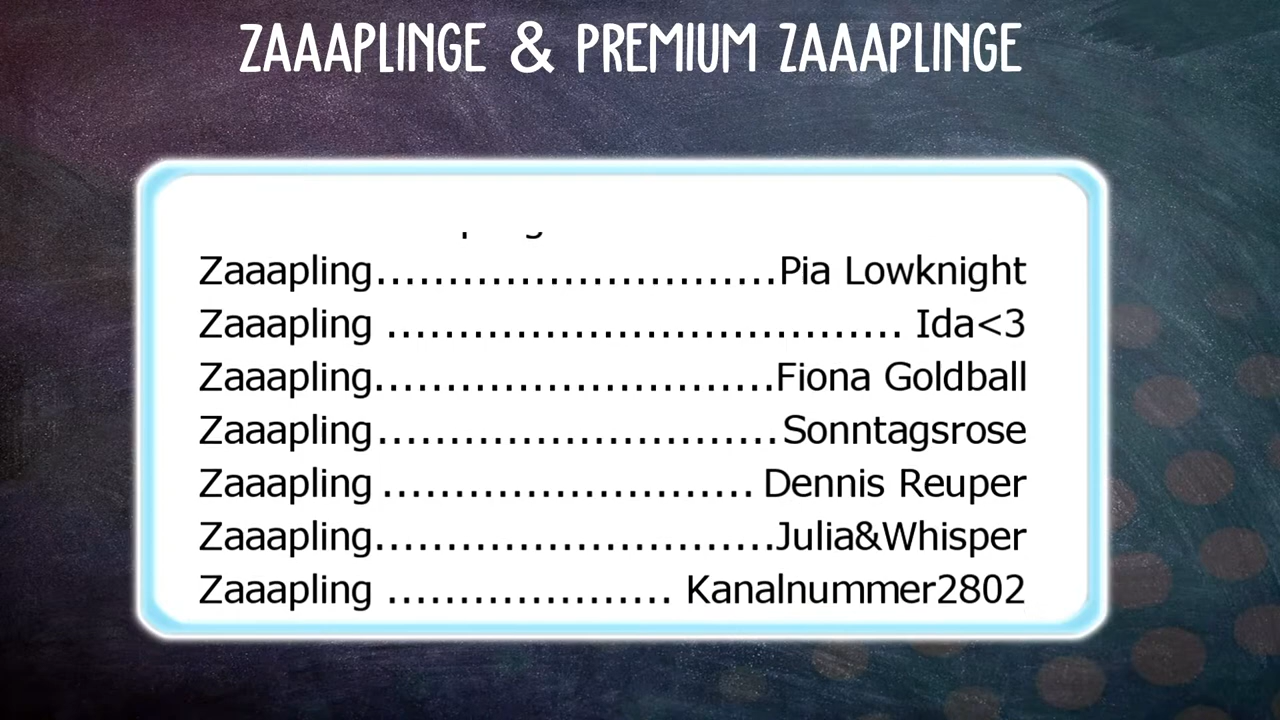 ZAAAPLINGE & PREMIUM ZAAAPLINGE
Zaaapling............................Pia Lowknight
Zaaapling .................................... Ida<3
Zaaapling............................Fiona Goldball
Zaaapling............................Sonntagsrose
Zaaapling .......................... Dennis Reuper
Zaaapling............................Julia&Whisper
Zaaapling .................... Kanalnummer2802